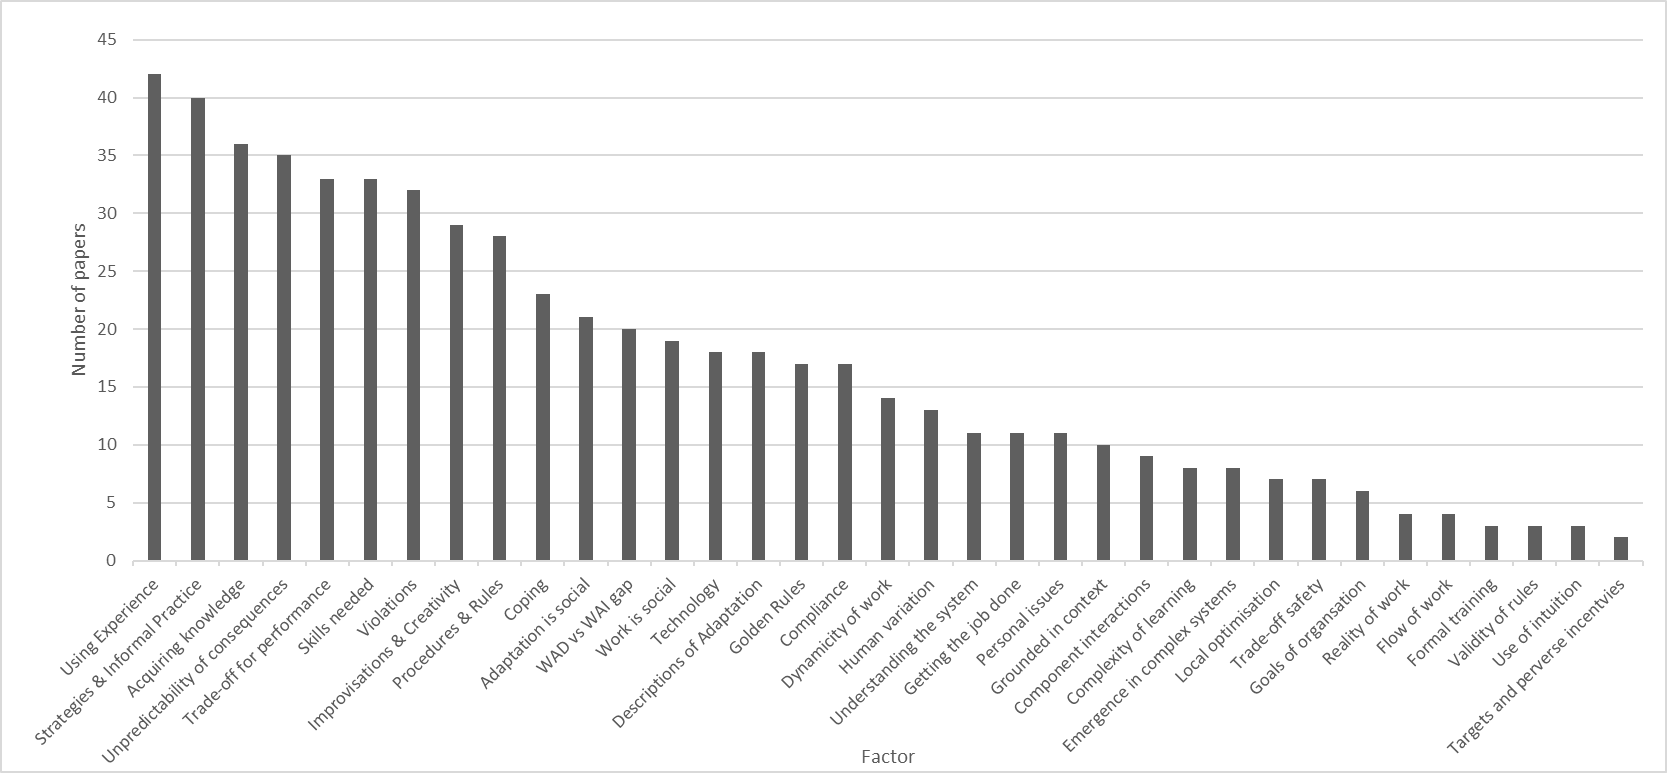 45
40
35
30
25
20
15
10
5
0
Number of papers
Using Experience
Strategies & Informal Practice
Acquiring knowledge
Unpredictability of consequences
Trade-off for performance
Skills needed
Violations
Improvisations & Creativity
Procedures & Rules
Coping
Adaptation is social
WAD vs WAI gap
Work is social
Technology
Descriptions of Adaptation
Golden Rules
Compliance
Dynamicity of work
Human variation
Understanding the system
Getting the job done
Personal issues
Grounded in context
Component interactions
Complexity of learning
Emergence in complex systems
Local optimisation
Trade-off safety
Goals of organsation
Reality of work
Flow of work
Formal training
Validity of rules
Use of intuition
Targets and perverse incentvies
Factor